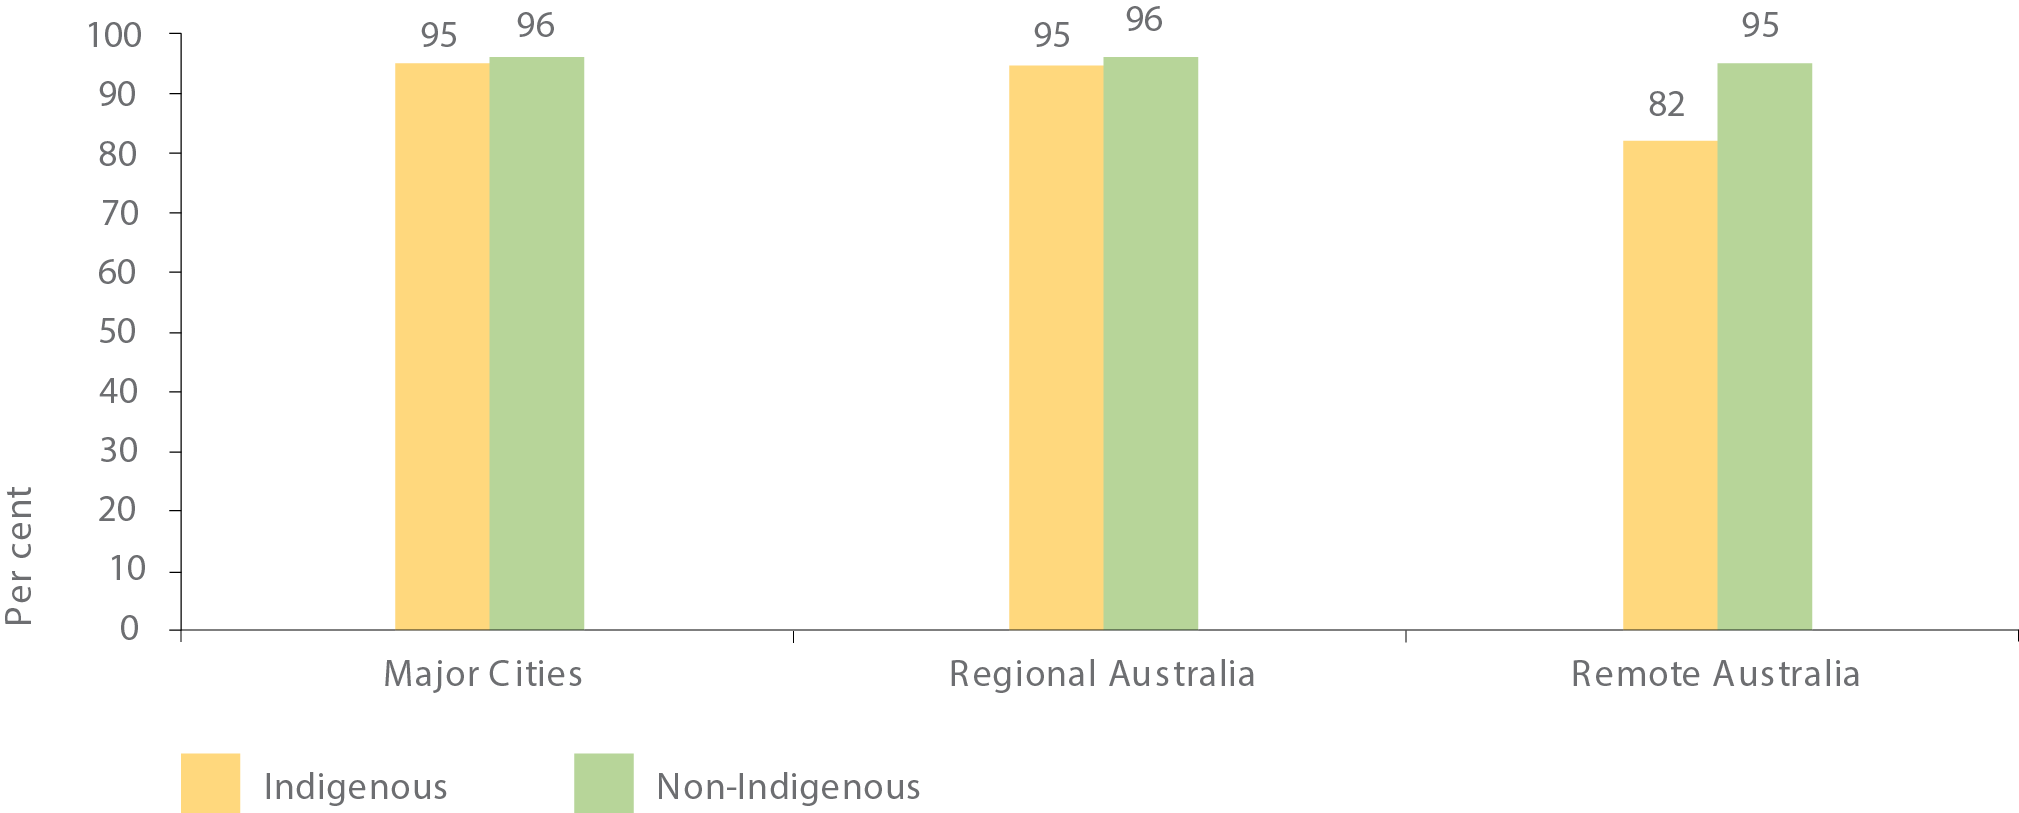 100
90
80
70
60
50
40
30
20
10
0
Per cent
95 96
95 96
82 95
Major Cities
Regional Australia
Remote Australia
Indigenous
Non-Indigenous